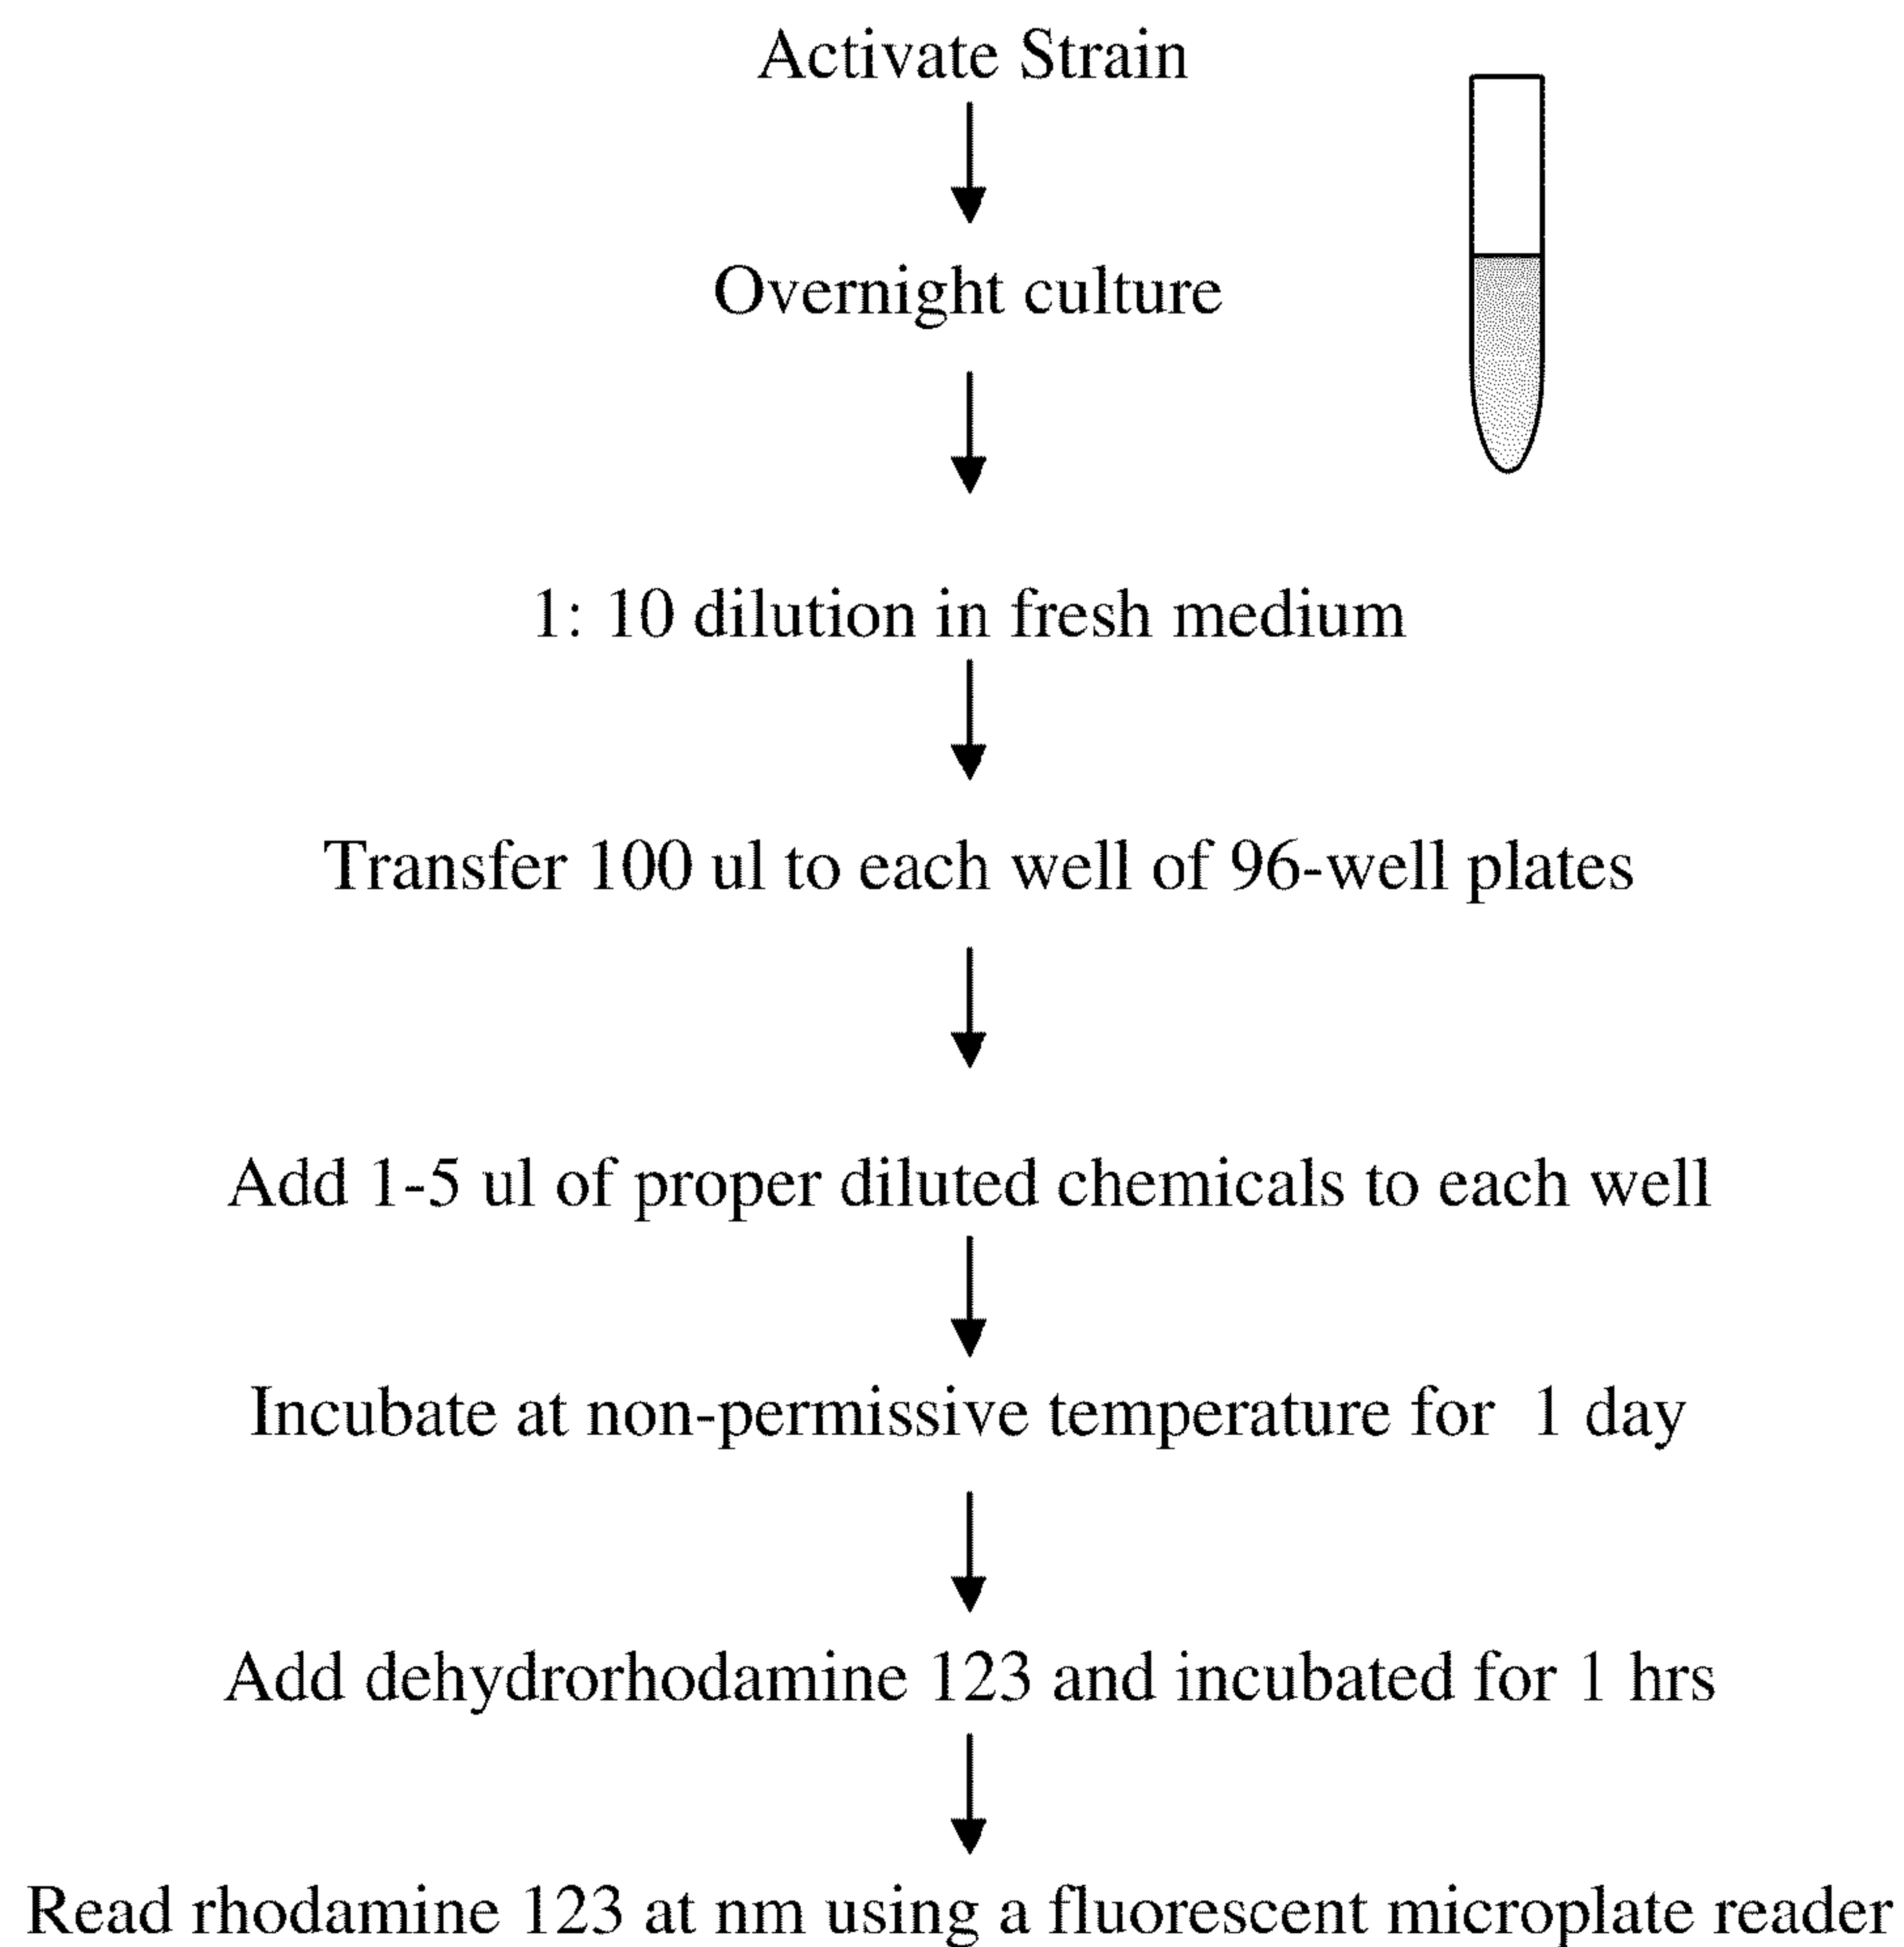 Activate Strain
Overnight culture
1: 10 dilution in fresh medium
Transfer 100 ul to each well of 96-well plates
Add 1-5 ul of proper diluted chemicals to each well
Incubate at non-permissive temperature for 1 day
Add dehydrorhodamine 123 and incubated for 1 hrs
Read rhodamine 123 at nm using a fluorescent microplate reader